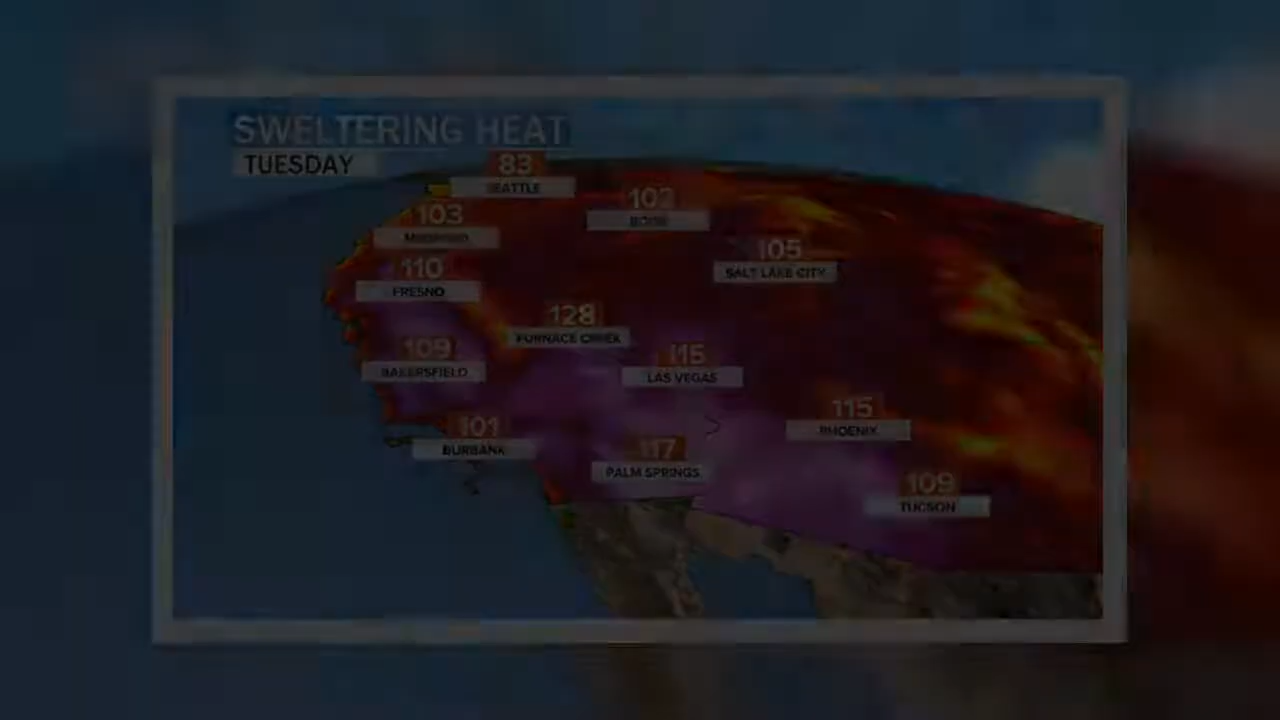 SWELTERING HEAT
TUESDAY
83
SEATTLE
102
BOISE
103
MEDFORD
105
SALT LAKE CITY
110
FRESNO
128
FURNACE CREEK
109
BAKERSFIELD
115
LAS VEGAS
115
PHOENIX
101
BURBANK
117
PALM SPRINGS
109
TUCSON